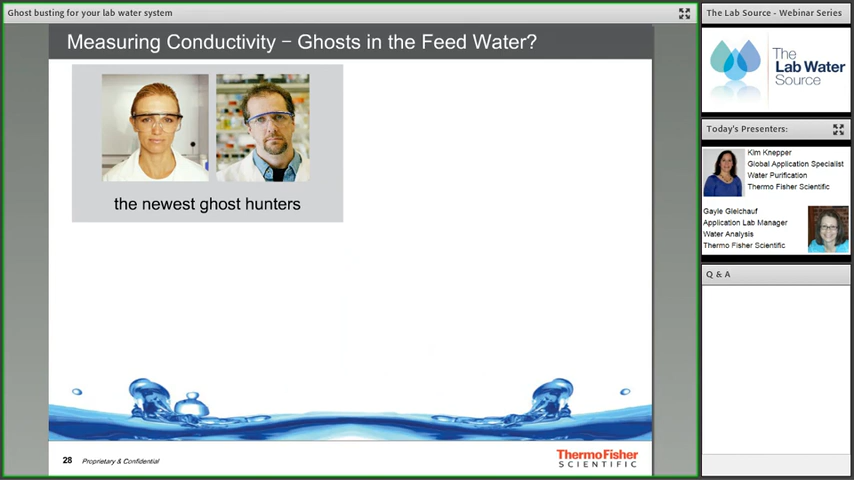 Ghost busting for your lab water system
The Lab Source - Webinar Series
Measuring Conductivity – Ghosts in the Feed Water?
the newest ghost hunters
The
Lab Water
Source
Today's Presenters:
Kim Knepper
Global Application Specialist
Water Purification
Thermo Fisher Scientific
Gayle Gleichauf
Application Lab Manager
Water Analysis
Thermo Fisher Scientific
Q & A
28 Proprietary & Confidential
ThermoFisher
SCIENTIFIC